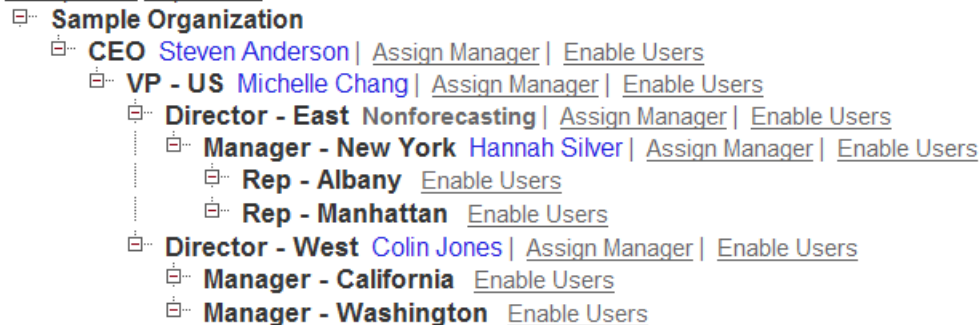 Sample Organization
CEO Steven Anderson | Assign Manager | Enable Users
VP - US Michelle Chang | Assign Manager | Enable Users
Director - East Nonforecasting | Assign Manager | Enable Users
Manager - New York Hannah Silver | Assign Manager | Enable Users
Rep - Albany Enable Users
Rep - Manhattan Enable Users
Director - West Colin Jones | Assign Manager | Enable Users
Manager - California Enable Users
Manager - Washington Enable Users